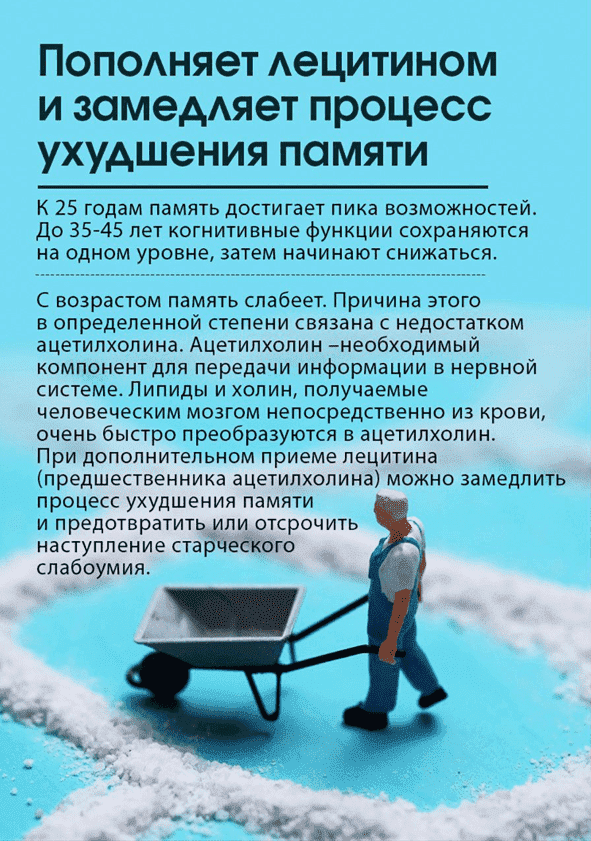 Пополняет лецитином
и замедляет процесс
ухудшения памяти
К 25 годам память достигает пика возможностей.
До 35-45 лет когнитивные функции сохраняются
на одном уровне, затем начинают снижаться.
С возрастом память слабеет. Причина этого
в определенной степени связана с недостатком
ацетилхолина. Ацетилхолин –необходимый
компонент для передачи информации в нервной
системе. Липиды и холин, получаемые
человеческим мозгом непосредственно из крови,
очень быстро преобразуются в ацетилхолин.
При дополнительном приеме лецитина
(предшественника ацетилхолина) можно замедлить
процесс ухудшения памяти
и предотвратить или отсрочить
наступление старческого
слабоумия.